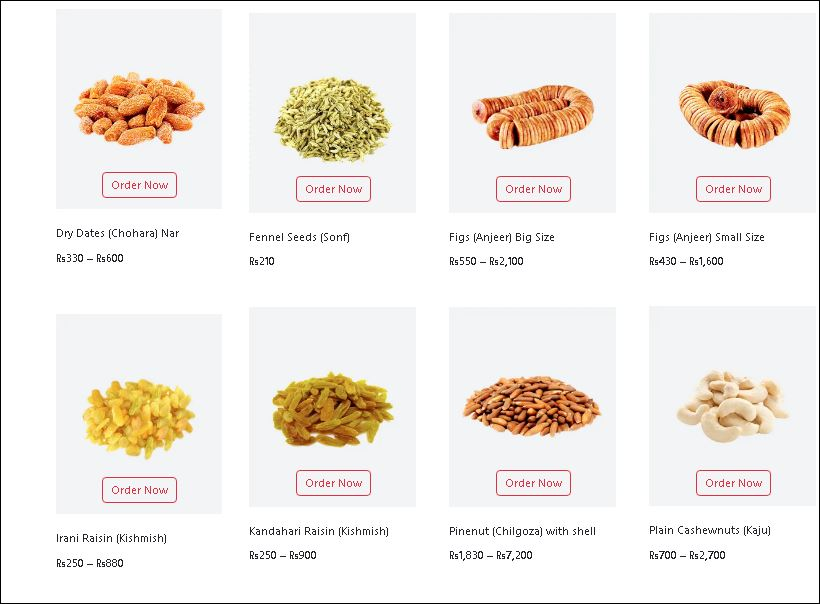 Order Now
Order Now
Order Now
Order Now
Dry Dates (Chohara) Nar
Fennel Seeds (Sonf)
Figs (Anjeer) Big Size
Figs (Anjeer) Small Size
₨330 – ₨600
₨210
₨550 – ₨2,100
₨430 – ₨1,600
Order Now
Order Now
Order Now
Order Now
Irani Raisin (Kishmish)
Kandahari Raisin (Kishmish)
Pinenut (Chilgoza) with shell
Plain Cashewnuts (Kaju)
₨250 – ₨880
₨250 – ₨900
₨1,830 – ₨7,200
₨700 – ₨2,700